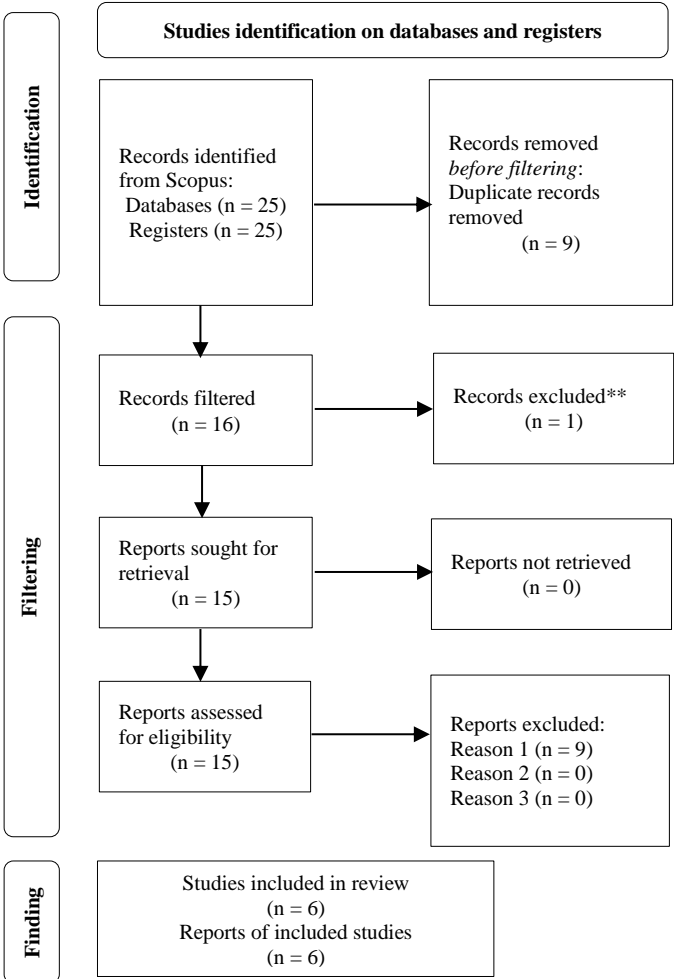 Studies identification on databases and registers
Identification
Records identified
from Scopus:
Databases (n = 25)
Registers (n = 25)
Records removed
before filtering:
Duplicate records
removed
(n = 9)
Filtering
Records filtered
(n = 16)
Records excluded**
(n = 1)
Reports sought for
retrieval
(n = 15)
Reports not retrieved
(n = 0)
Reports assessed
for eligibility
(n = 15)
Reports excluded:
Reason 1 (n = 9)
Reason 2 (n = 0)
Reason 3 (n = 0)
Finding
Studies included in review
(n = 6)
Reports of included studies
(n = 6)